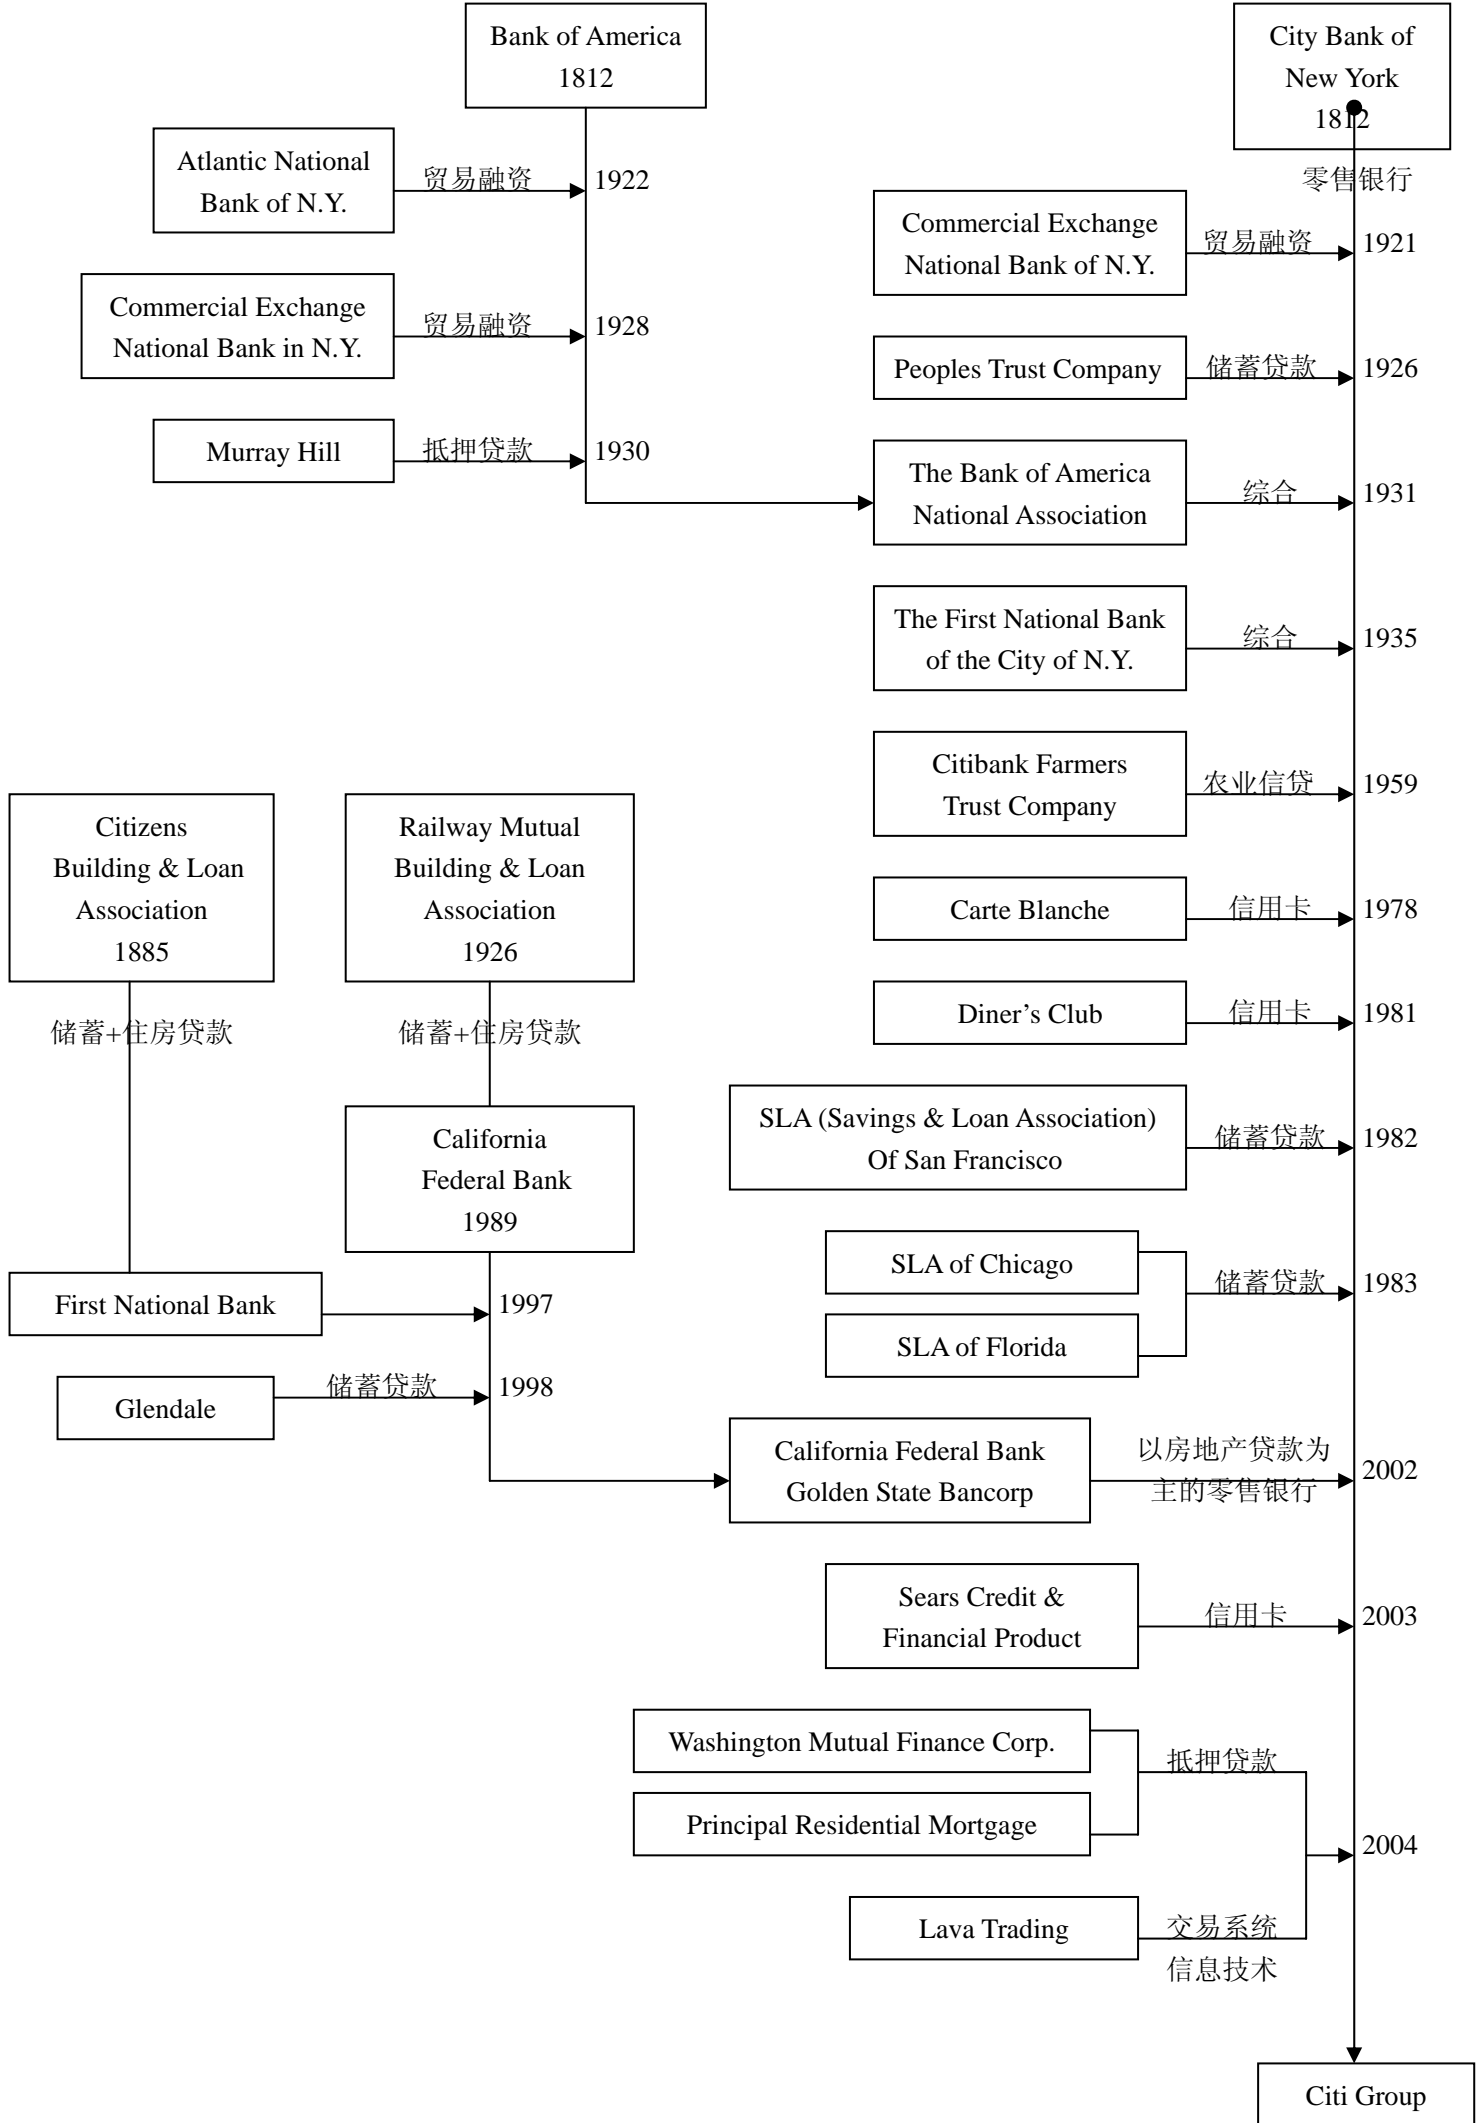 Bank of America
1812
City Bank of
New York
1812
零售银行
Atlantic National
Bank of N.Y.
贸易融资
1922
Commercial Exchange
National Bank of N.Y.
贸易融资
1921
Commercial Exchange
National Bank in N.Y.
贸易融资
1928
Peoples Trust Company
储蓄贷款
1926
Murray Hill
抵押贷款
1930
The Bank of America
National Association
综合
1931
The First National Bank
of the City of N.Y.
综合
1935
Citibank Farmers
Trust Company
农业信贷
1959
Citizens
Building & Loan
Association
1885
储蓄+住房贷款
Railway Mutual
Building & Loan
Association
1926
储蓄+住房贷款
Carte Blanche
信用卡
1978
Diner’s Club
信用卡
1981
SLA (Savings & Loan Association)
Of San Francisco
储蓄贷款
1982
California
Federal Bank
1989
SLA of Chicago
SLA of Florida
储蓄贷款
1983
First National Bank
1997
Glendale
储蓄贷款
1998
California Federal Bank
Golden State Bancorp
以房地产贷款为
主的零售银行
2002
Sears Credit &
Financial Product
信用卡
2003
Washington Mutual Finance Corp.
Principal Residential Mortgage
抵押贷款
2004
Lava Trading
交易系统
信息技术
Citi Group